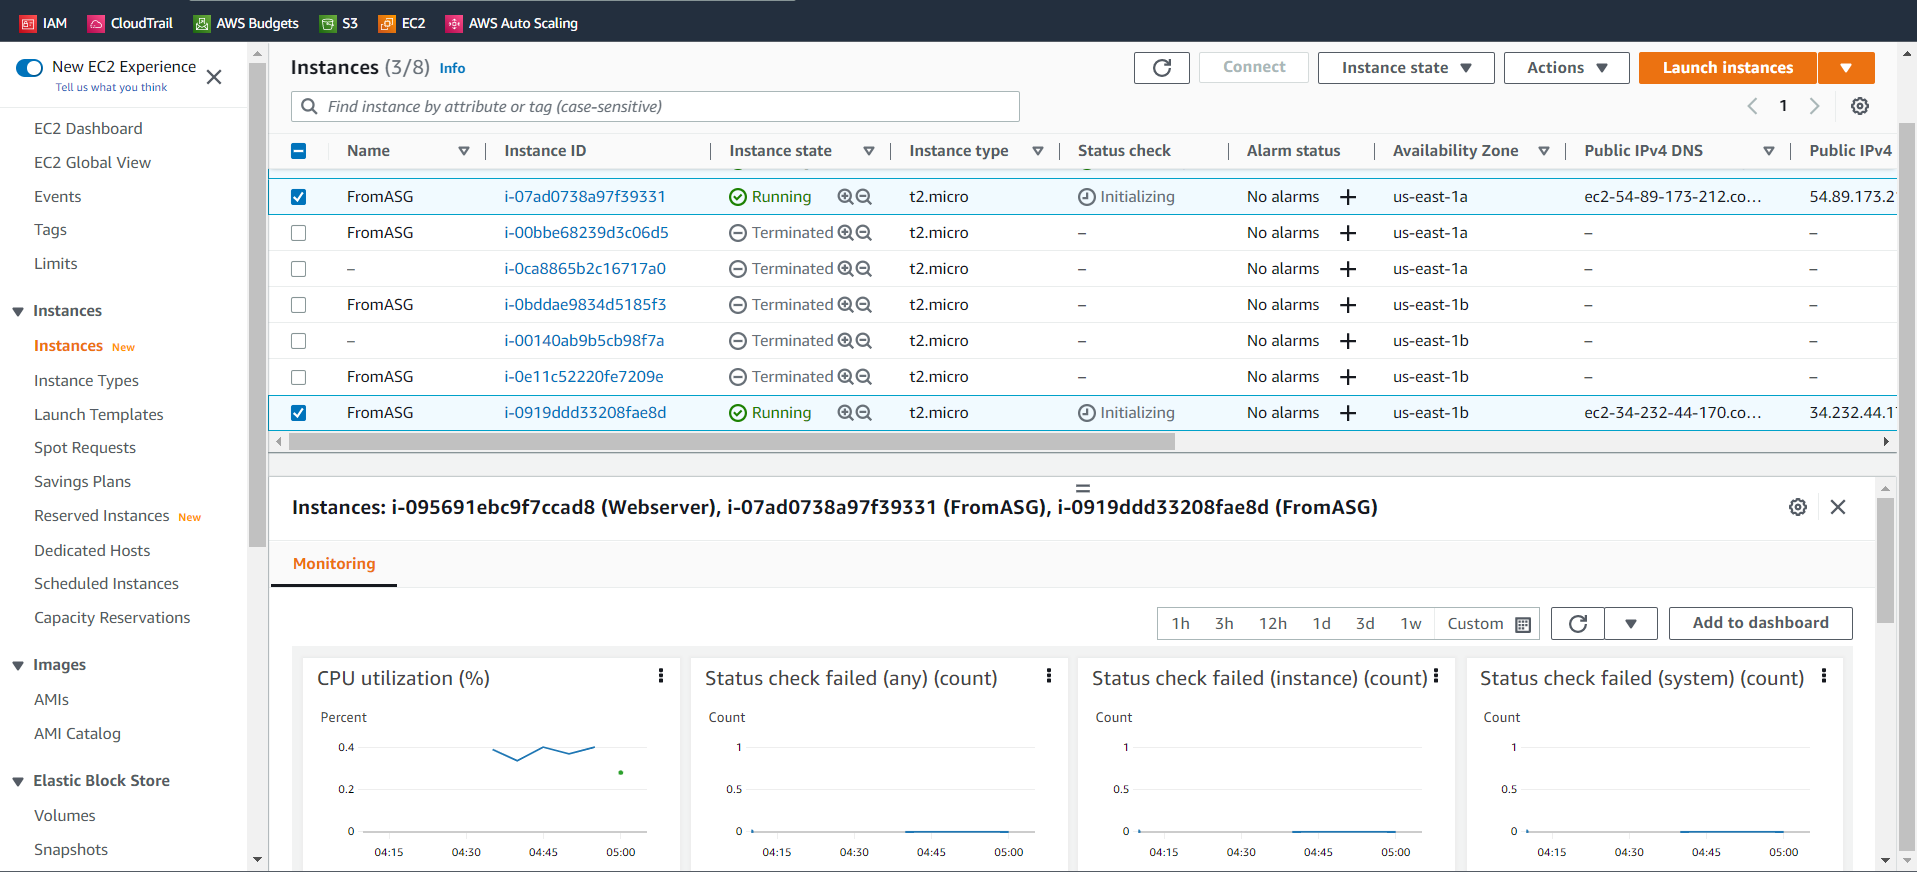 IAM CloudTrail AWS Budgets S3 EC2 AWS Auto Scaling
New EC2 Experience
Tell us what you think
EC2 Dashboard
EC2 Global View
Events
Tags
Limits
Instances
Instances New
Instance Types
Launch Templates
Spot Requests
Savings Plans
Reserved Instances New
Dedicated Hosts
Scheduled Instances
Capacity Reservations
Images
AMIs
AMI Catalog
Elastic Block Store
Volumes
Snapshots
Instances (3/8) Info
Connect Instance state Actions Launch instances
Find instance by attribute or tag (case-sensitive)
1
Name Instance ID Instance state Instance type Status check Alarm status Availability Zone Public IPv4 DNS Public IPv4
FromASG i-07ad0738a97f39331 Running t2.micro Initializing No alarms + us-east-1a ec2-54-89-173-212.co... 54.89.173.2
FromASG i-00bbe68239d3c06d5 Terminated t2.micro – No alarms + us-east-1a – –
– i-0ca8865b2c16717a0 Terminated t2.micro – No alarms + us-east-1a – –
FromASG i-0bddae9834d5185f3 Terminated t2.micro – No alarms + us-east-1b – –
– i-00140ab9b5cb98f7a Terminated t2.micro – No alarms + us-east-1b – –
FromASG i-0e11c52220fe7209e Terminated t2.micro – No alarms + us-east-1b – –
FromASG i-0919ddd33208fae8d Running t2.micro Initializing No alarms + us-east-1b ec2-34-232-44-170.co... 34.232.44.1
Instances: i-095691ebc9f7ccad8 (Webserver), i-07ad0738a97f39331 (FromASG), i-0919ddd33208fae8d (FromASG)
Monitoring
1h 3h 12h 1d 3d 1w Custom Add to dashboard
CPU utilization (%)
Percent
0.4
0.2
0
04:15 04:30 04:45 05:00
Status check failed (any) (count)
Count
1
0.5
0
04:15 04:30 04:45 05:00
Status check failed (instance) (count)
Count
1
0.5
0
04:15 04:30 04:45 05:00
Status check failed (system) (count)
Count
1
0.5
0
04:15 04:30 04:45 05:00